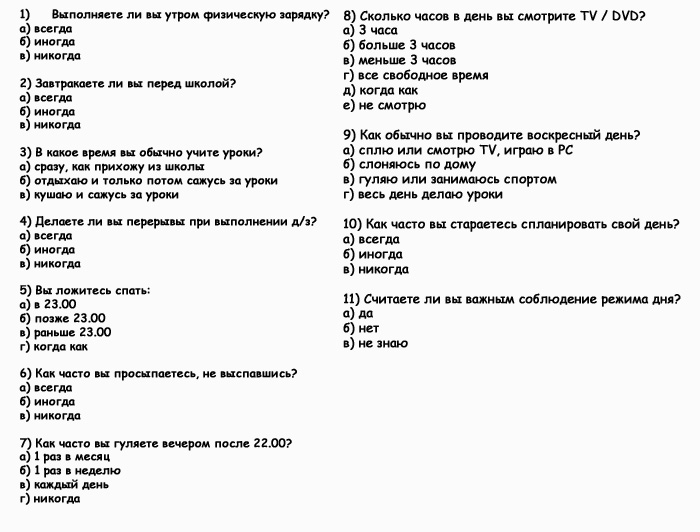 1) Выполняете ли вы утром физическую зарядку?
а) всегда
б) иногда
в) никогда
2) Завтракаете ли вы перед школой?
а) всегда
б) иногда
в) никогда
3) В какое время вы обычно учите уроки?
а) сразу, как прихожу из школы
б) отдыхаю и только потом сажусь за уроки
в) кушаю и сажусь за уроки
4) Делаете ли вы перерывы при выполнении д/з?
а) всегда
б) иногда
в) никогда
5) Вы ложитесь спать:
а) в 23.00
б) позже 23.00
в) раньше 23.00
г) когда как
6) Как часто вы просыпаетесь, не выспавшись?
а) всегда
б) иногда
в) никогда
7) Как часто вы гуляете вечером после 22.00?
а) 1 раз в месяц
б) 1 раз в неделю
в) каждый день
г) никогда
8) Сколько часов в день вы смотрите TV / DVD?
а) 3 часа
б) больше 3 часов
в) меньше 3 часов
г) все свободное время
д) когда как
е) не смотрю
9) Как обычно вы проводите воскресный день?
а) сплю или смотрю TV, играю в PC
б) слоняюсь по дому
в) гуляю или занимаюсь спортом
г) весь день делаю уроки
10) Как часто вы стараетесь спланировать свой день?
а) всегда
б) иногда
в) никогда
11) Считаете ли вы важным соблюдение режима дня?
а) да
б) нет
в) не знаю